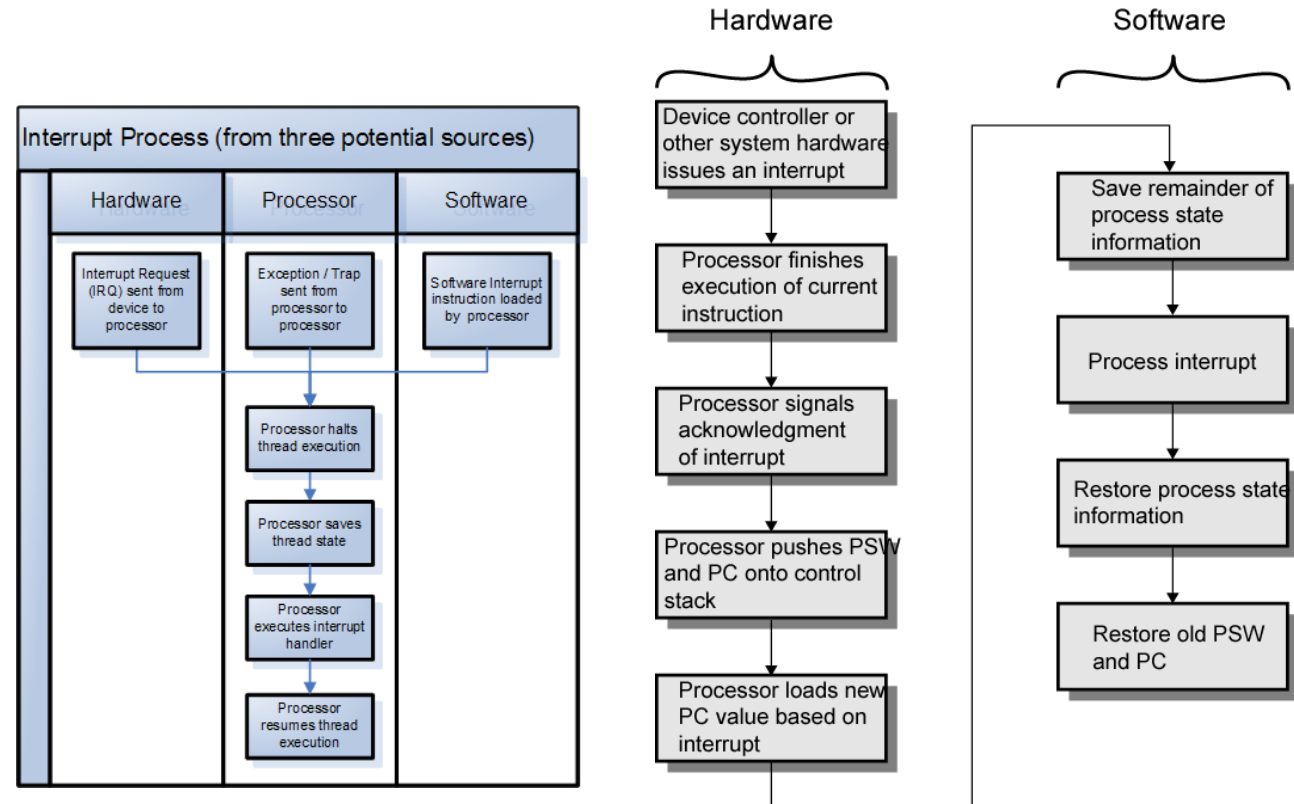 Interrupt Process (from three potential sources)
Hardware
Processor
Software
Interrupt Request
(IRQ) sent from
device to
processor
Exception / Trap
sent from
processor to
processor
Software Interrupt
instruction loaded
by processor
Processor halts
thread execution
Processor saves
thread state
Processor
executes interrupt
handler
Processor
resumes thread
execution
Hardware
Device controller or
other system hardware
issues an interrupt
Processor finishes
execution of current
instruction
Processor signals
acknowledgment
of interrupt
Processor pushes PSW
and PC onto control
stack
Processor loads new
PC value based on
interrupt
Software
Save remainder of
process state
information
Process interrupt
Restore process state
information
Restore old PSW
and PC